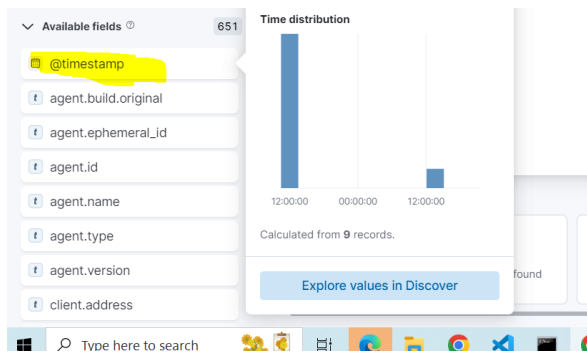 Available fields
651
@timestamp
t agent.build.original
t agent.ephemeral_id
t agent.id
t agent.name
t agent.type
t agent.version
t client.address
Time distribution
12:00:00 00:00:00 12:00:00
Calculated from 9 records.
Explore values in Discover
found
Type here to search